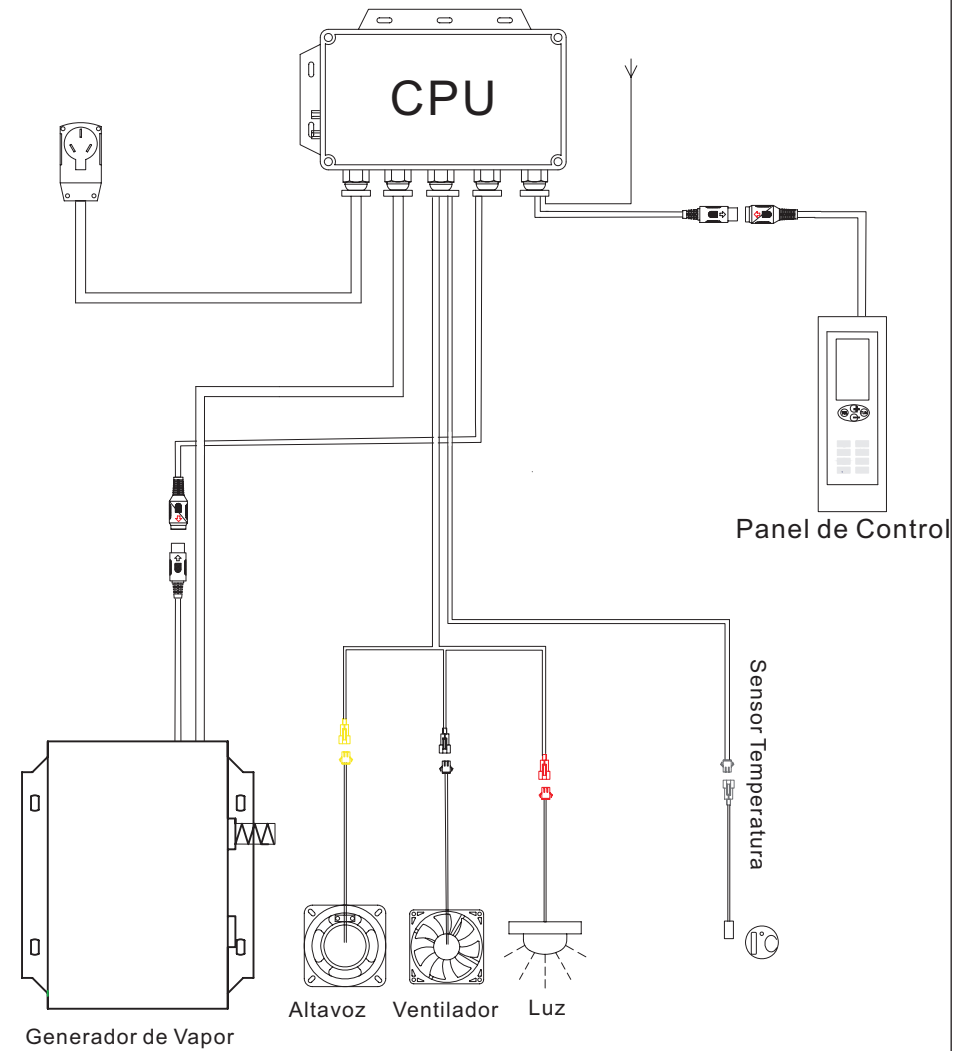 CPU
Panel de Control
Sensor Temperatura
Altavoz
Ventilador
Luz
Generador de Vapor